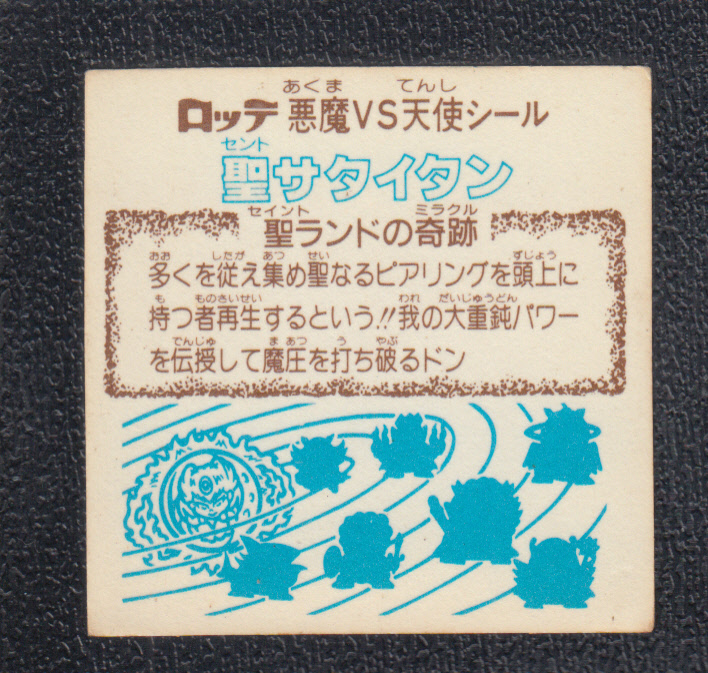 あくま てんし
ロッテ 悪魔VS天使シール
セント
聖サタイタン
セイント ミラクル
聖ランドの奇跡
おお したが あつ せい ずじょう
多くを従え集め聖なるピアリングを頭上に
も ものさいせい われ だいじゅうどん
持つ者再生するという!!我の大重鈍パワー
でんじゅ ま あつ う やぶ
を伝授して魔圧を打ち破るドン